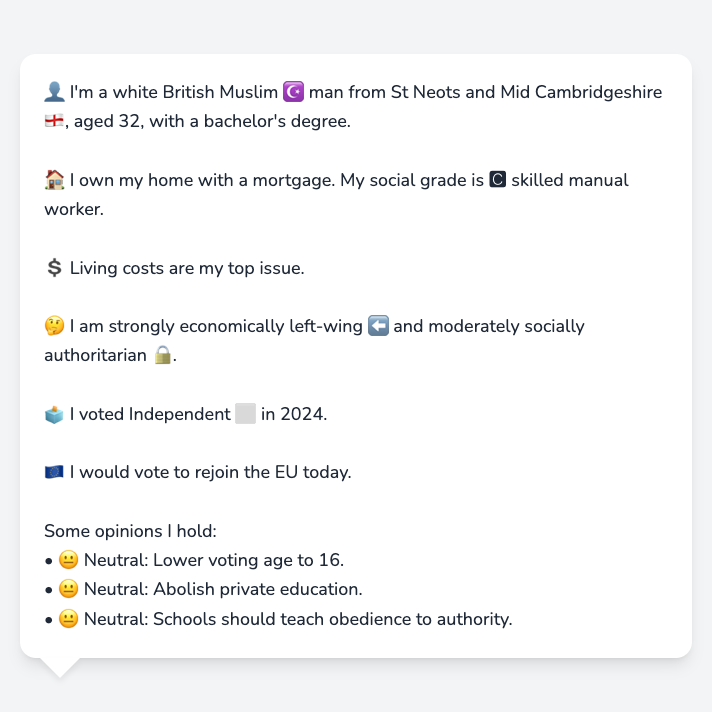 👤 I'm a white British Muslim ☪️ man from St Neots and Mid Cambridgeshire
🏴󠁧󠁢󠁥󠁮󠁧󠁿, aged 32, with a bachelor's degree.
🏠 I own my home with a mortgage. My social grade is 🅲 skilled manual
worker.
💲 Living costs are my top issue.
🤔 I am strongly economically left-wing ⬅️ and moderately socially
authoritarian 🔒.
🗳️ I voted Independent ⬜ in 2024.
🇪🇺 I would vote to rejoin the EU today.
Some opinions I hold:
• 😐 Neutral: Lower voting age to 16.
• 😐 Neutral: Abolish private education.
• 😐 Neutral: Schools should teach obedience to authority.